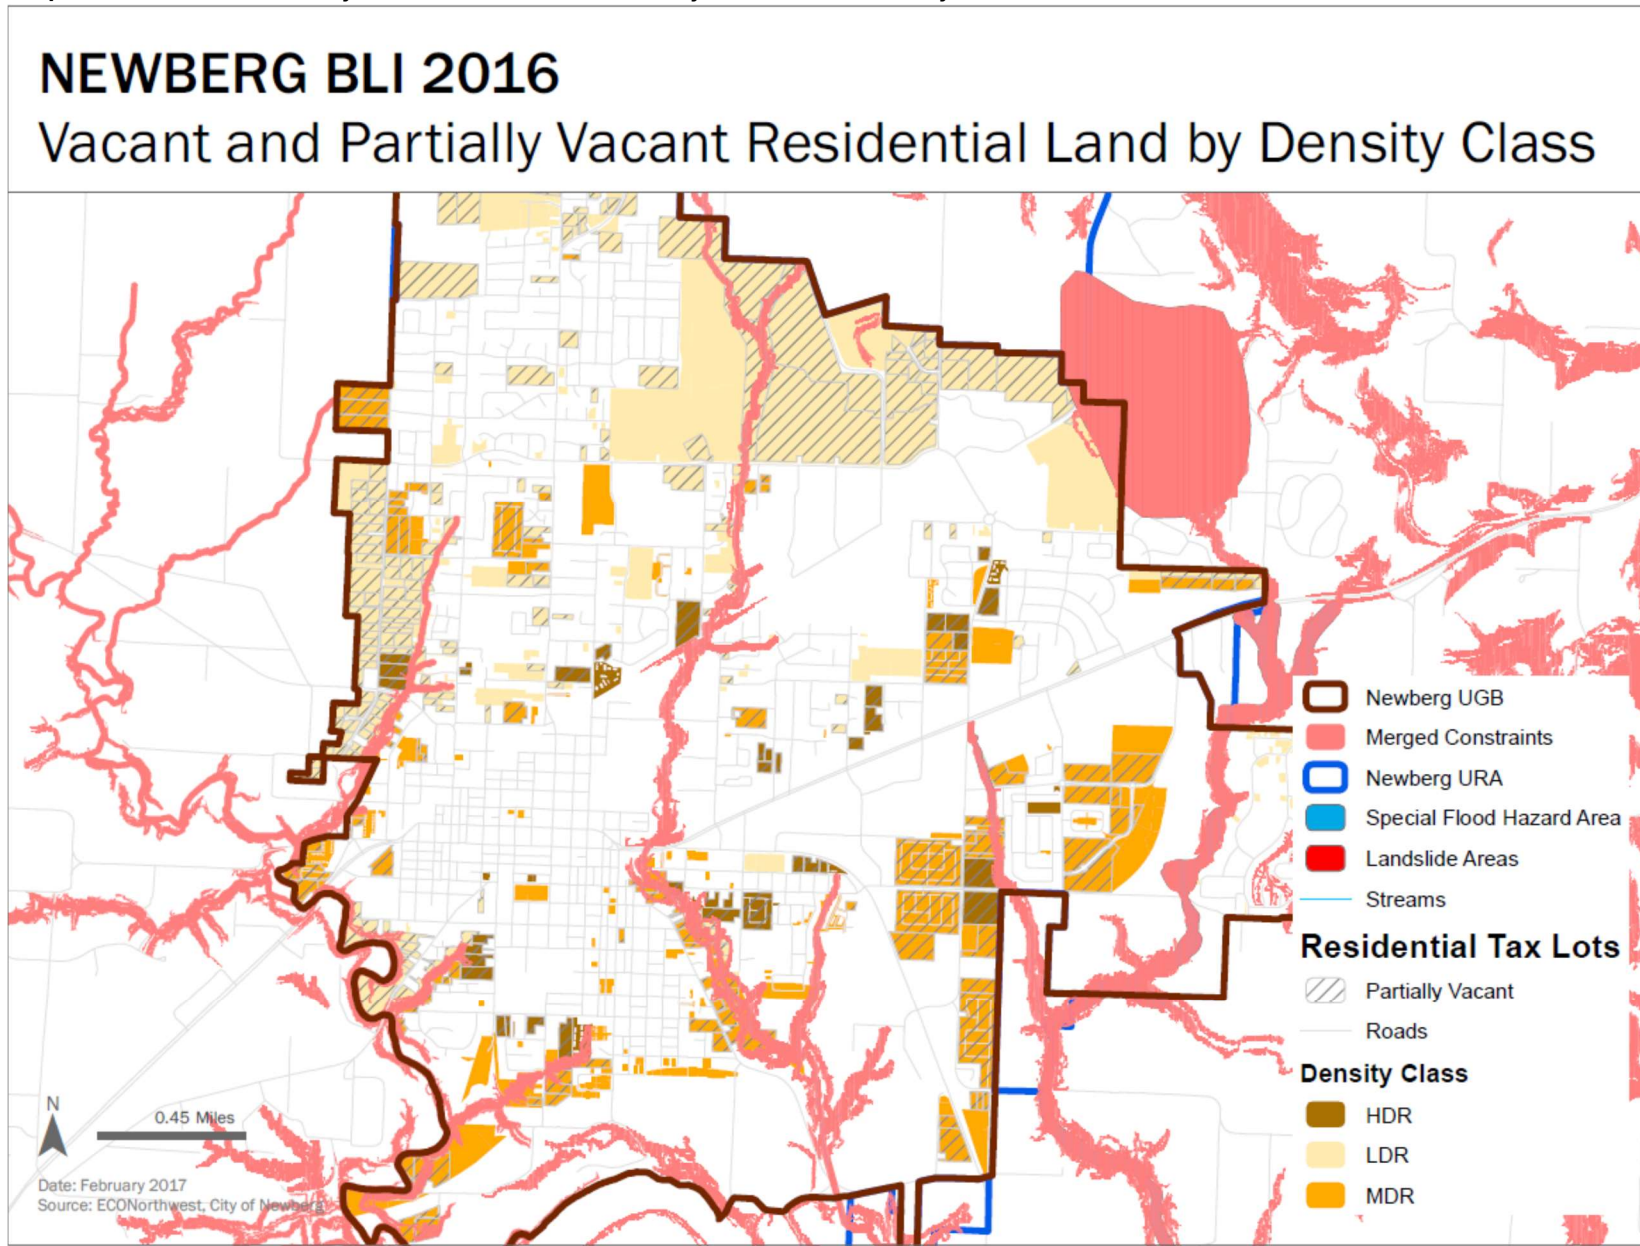 NEWBERG BLI 2016
Vacant and Partially Vacant Residential Land by Density Class
Newberg UGB
Merged Constraints
Newberg URA
Special Flood Hazard Area
Landslide Areas
Streams
Residential Tax Lots
Partially Vacant
Roads
Density Class
HDR
LDR
MDR
N
0.45 Miles
Date: February 2017
Source: ECONorthwest, City of Newberg